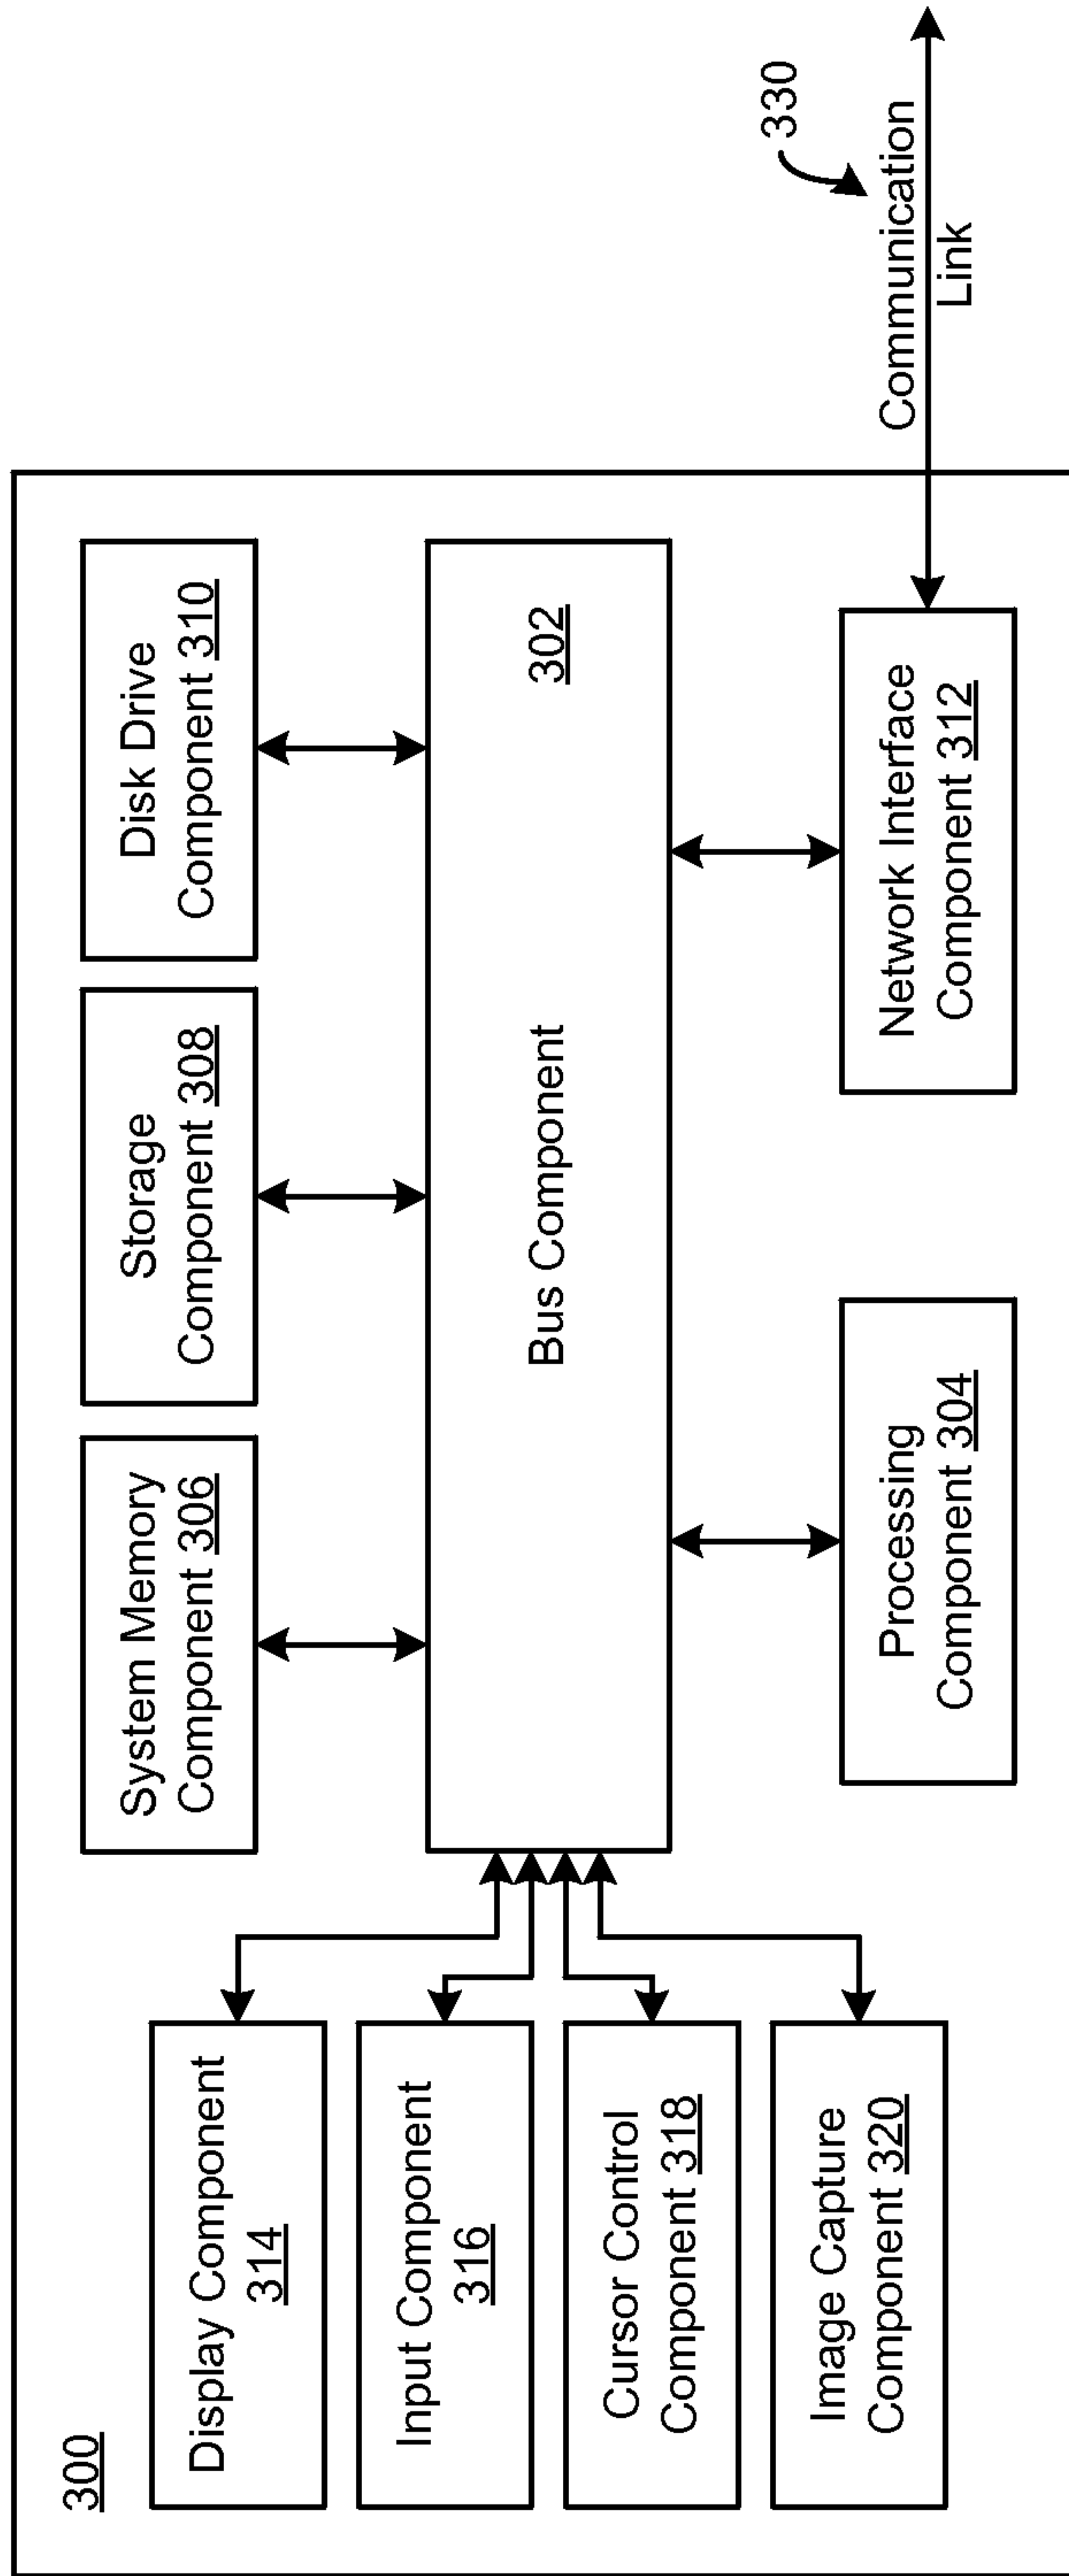 300
Display Component
314
Input Component
316
Cursor Control
Component 318
Image Capture
Component 320
System Memory
Component 306
Storage
Component 308
Disk Drive
Component 310
Bus Component
302
Processing
Component 304
Network Interface
Component 312
330
Communication
Link